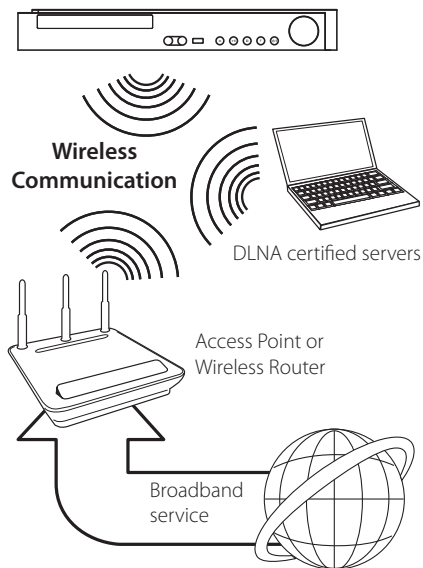 Wireless
Communication
DLNA certified servers
Access Point or
Wireless Router
Broadband
service